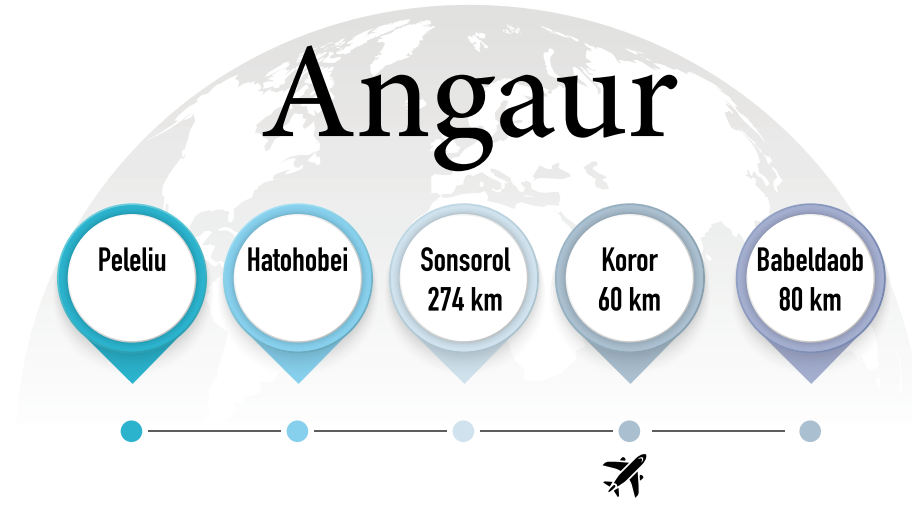 Angaur
Peleliu
Hatohobei
Sonsorol
274 km
Koror
60 km
Babeldaob
80 km